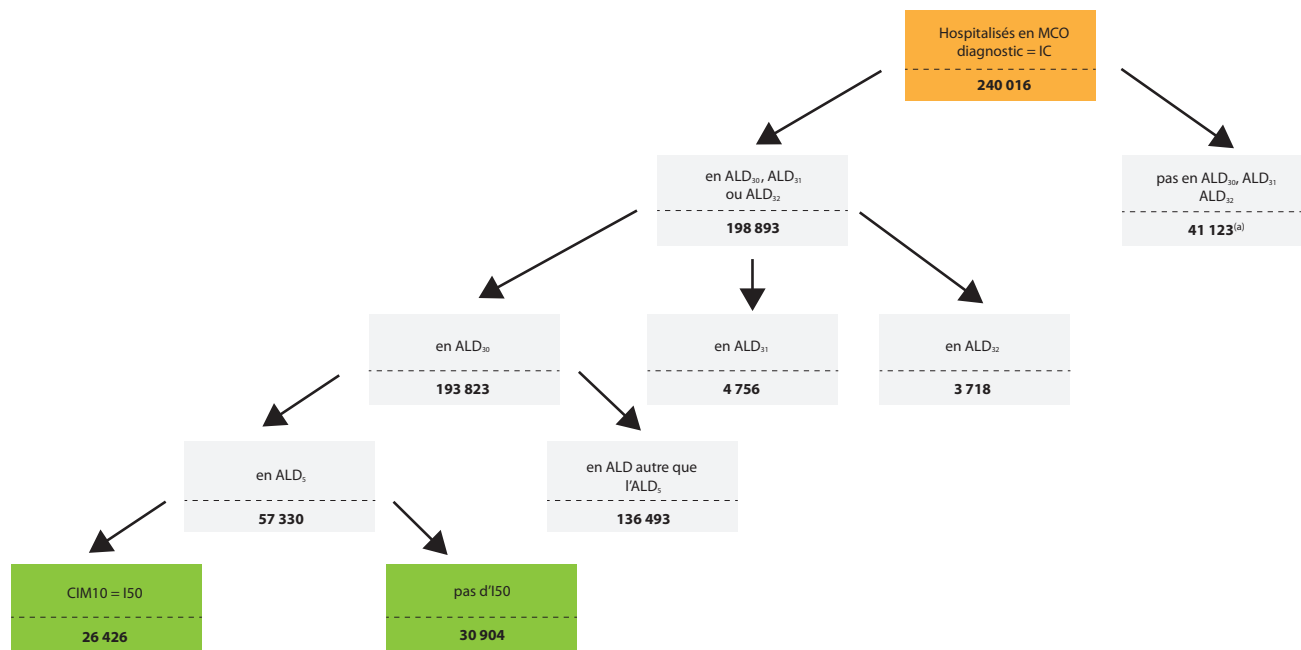 Hospitalisés en MCO
diagnostic = IC
240 016
en ALD₃₀, ALD₃₁
ou ALD₃₂
198 893
pas en ALD₃₀, ALD₃₁
ALD₃₂
41 123⁽ᵃ⁾
en ALD₃₀
193 823
en ALD₃₁
4 756
en ALD₃₂
3 718
en ALD₅
57 330
en ALD autre que
l’ALD₅
136 493
CIM10 = I50
26 426
pas d’I50
30 904